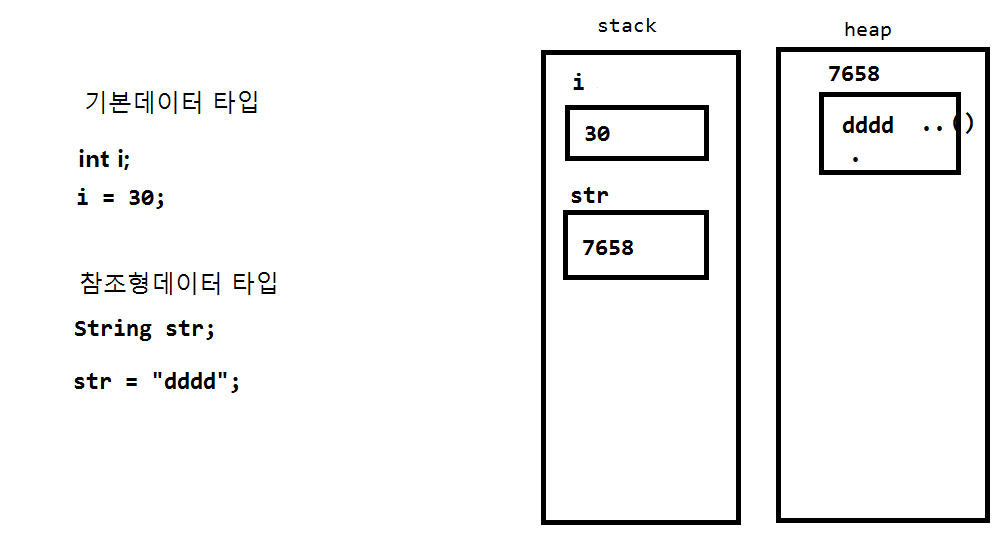 기본데이터 타입
int i;
i = 30;
참조형데이터 타입
String str;
str = "dddd";
stack
i
30
str
7658
heap
7658
dddd ..()
.